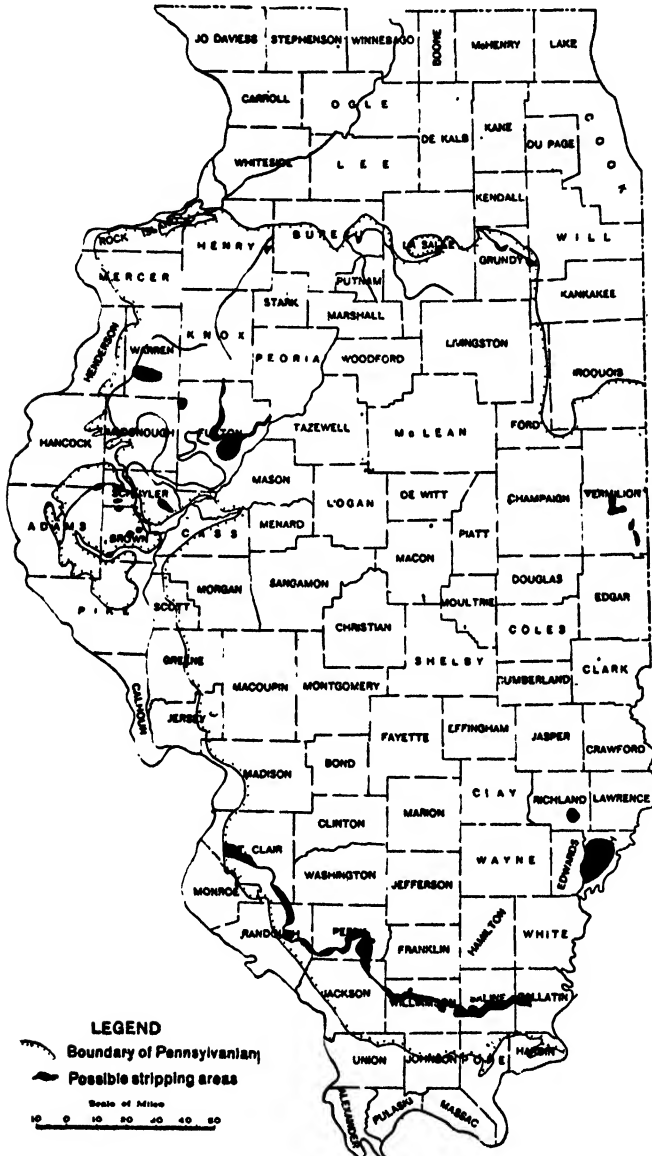 JO DAVIESS STEPHENSON WINNEBAGO BOONE McHENRY LAKE
CARROLL OGLE DE KALB KANE COOK
DU PAGE
WHITESIDE LEE
KENDALL
ROCK ISLAND HENRY BUREAU LA SALLE GRUNDY WILL
MERCER PUTNAM KANKAKEE
STARK MARSHALL
HENDERSON WARREN KNOX PEORIA WOODFORD LIVINGSTON IROQUOIS
HANCOCK McDONOUGH FULTON TAZEWELL McLEAN FORD
MASON
SCHUYLER LOGAN DE WITT CHAMPAIGN VERMILION
ADAMS BROWN CASS MENARD PIATT
MACON
PIKE SCOTT MORGAN SANGAMON MOULTRIE DOUGLAS EDGAR
CHRISTIAN COLES
GREENE SHELBY CLARK
CALHOUN MACOUPIN MONTGOMERY CUMBERLAND
JERSEY
FAYETTE EFFINGHAM JASPER CRAWFORD
MADISON BOND
CLAY RICHLAND LAWRENCE
CLINTON MARION
ST. CLAIR
WAYNE EDWARDS
WASHINGTON JEFFERSON
MONROE
RANDOLPH PERRY HAMILTON WHITE
FRANKLIN
JACKSON WILLIAMSON SALINE GALLATIN
UNION JOHNSON POPE HARDIN
ALEXANDER PULASKI MASSAC
LEGEND
Boundary of Pennsylvanian
Possible stripping areas
Scale of Miles
10 0 10 20 30 40 50